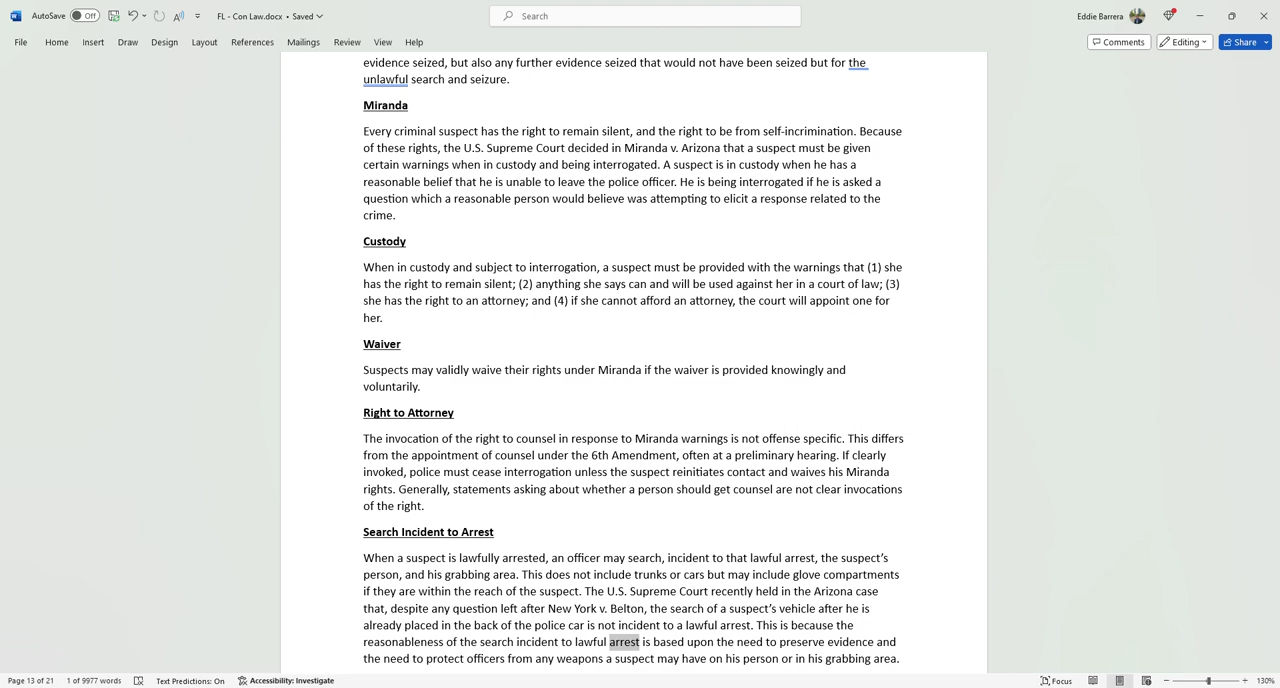 AutoSave Off FL - Con Law.docx • Saved Search Eddie Barrera
File Home Insert Draw Design Layout References Mailings Review View Help Comments Editing Share
evidence seized, but also any further evidence seized that would not have been seized but for the
unlawful search and seizure.
Miranda
Every criminal suspect has the right to remain silent, and the right to be from self-incrimination. Because
of these rights, the U.S. Supreme Court decided in Miranda v. Arizona that a suspect must be given
certain warnings when in custody and being interrogated. A suspect is in custody when he has a
reasonable belief that he is unable to leave the police officer. He is being interrogated if he is asked a
question which a reasonable person would believe was attempting to elicit a response related to the
crime.
Custody
When in custody and subject to interrogation, a suspect must be provided with the warnings that (1) she
has the right to remain silent; (2) anything she says can and will be used against her in a court of law; (3)
she has the right to an attorney; and (4) if she cannot afford an attorney, the court will appoint one for
her.
Waiver
Suspects may validly waive their rights under Miranda if the waiver is provided knowingly and
voluntarily.
Right to Attorney
The invocation of the right to counsel in response to Miranda warnings is not offense specific. This differs
from the appointment of counsel under the 6th Amendment, often at a preliminary hearing. If clearly
invoked, police must cease interrogation unless the suspect reinitiates contact and waives his Miranda
rights. Generally, statements asking about whether a person should get counsel are not clear invocations
of the right.
Search Incident to Arrest
When a suspect is lawfully arrested, an officer may search, incident to that lawful arrest, the suspect’s
person, and his grabbing area. This does not include trunks or cars but may include glove compartments
if they are within the reach of the suspect. The U.S. Supreme Court recently held in the Arizona case
that, despite any question left after New York v. Belton, the search of a suspect’s vehicle after he is
already placed in the back of the police car is not incident to a lawful arrest. This is because the
reasonableness of the search incident to lawful arrest is based upon the need to preserve evidence and
the need to protect officers from any weapons a suspect may have on his person or in his grabbing area.
Page 13 of 21 1 of 9977 words Text Predictions: On Accessibility: Investigate Focus 130%